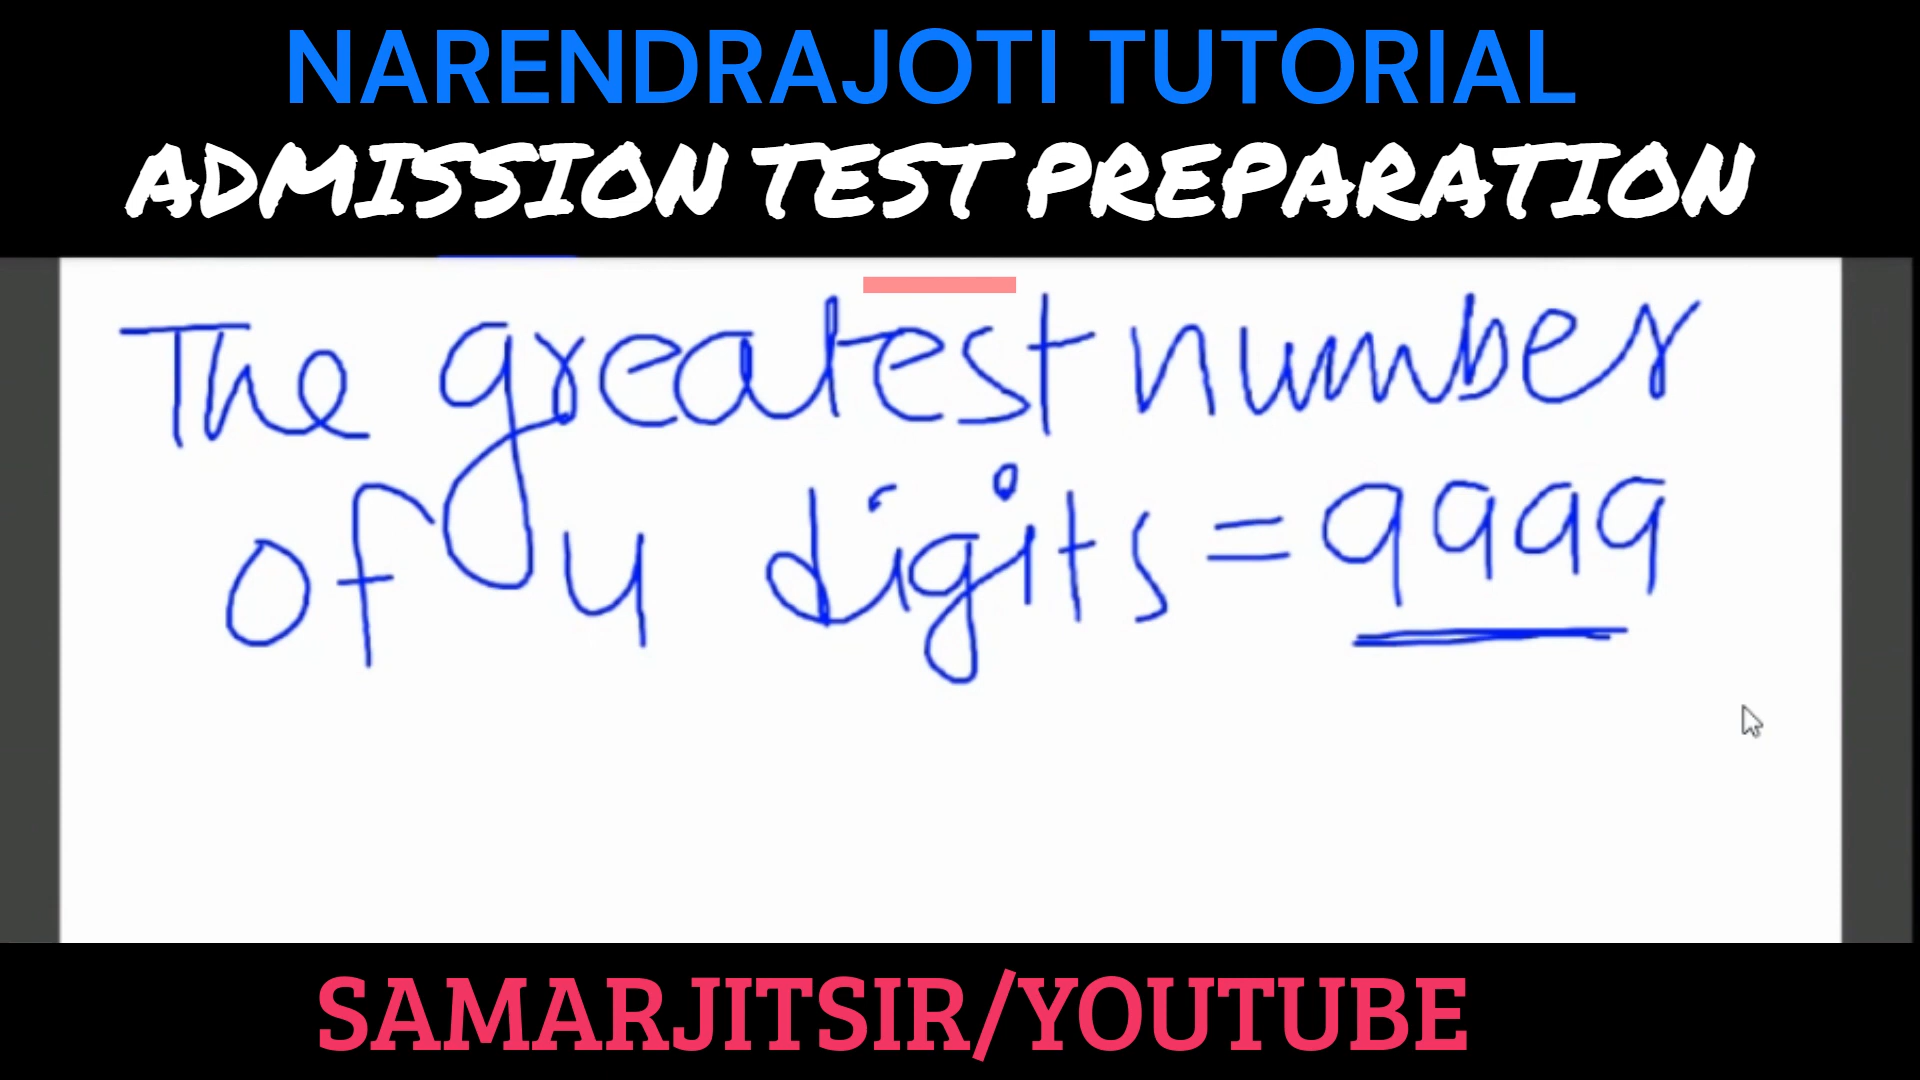 NARENDRAJOTI TUTORIAL
ADMISSION TEST PREPARATION
The greatest number
of 4 digits = 9999
SAMARJITSIR/YOUTUBE